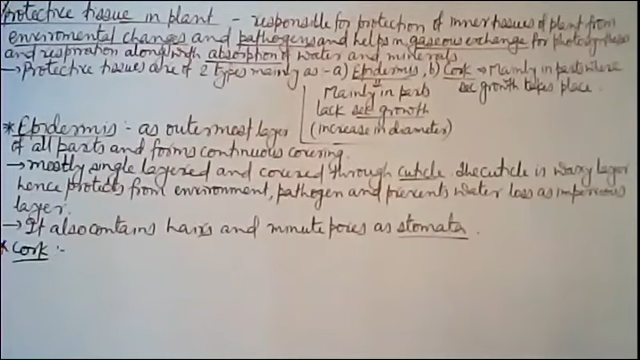 Protective tissue in plant - responsible for protection of inner tissues of plant from
enviromental changes and pathogens and helps in gaseous exchange for photosynthesis
and respiration along with absorption of water and minerals
→ Protective tissues are of 2 types mainly as - a) Epidermis, b) Cork → Mainly in parts where
sec growth takes place.
Mainly in parts
lack sec growth
(increase in diameter)
* Epidermis :- as outermost layer
of all parts and forms continuous covering.
→ mostly single layered and covered through cuticle. The cuticle is waxy layer
hence protects from environment, pathogen and prevents water loss as impervious
layer.
→ It also contains hairs and minute pores as stomata.
* Cork :-